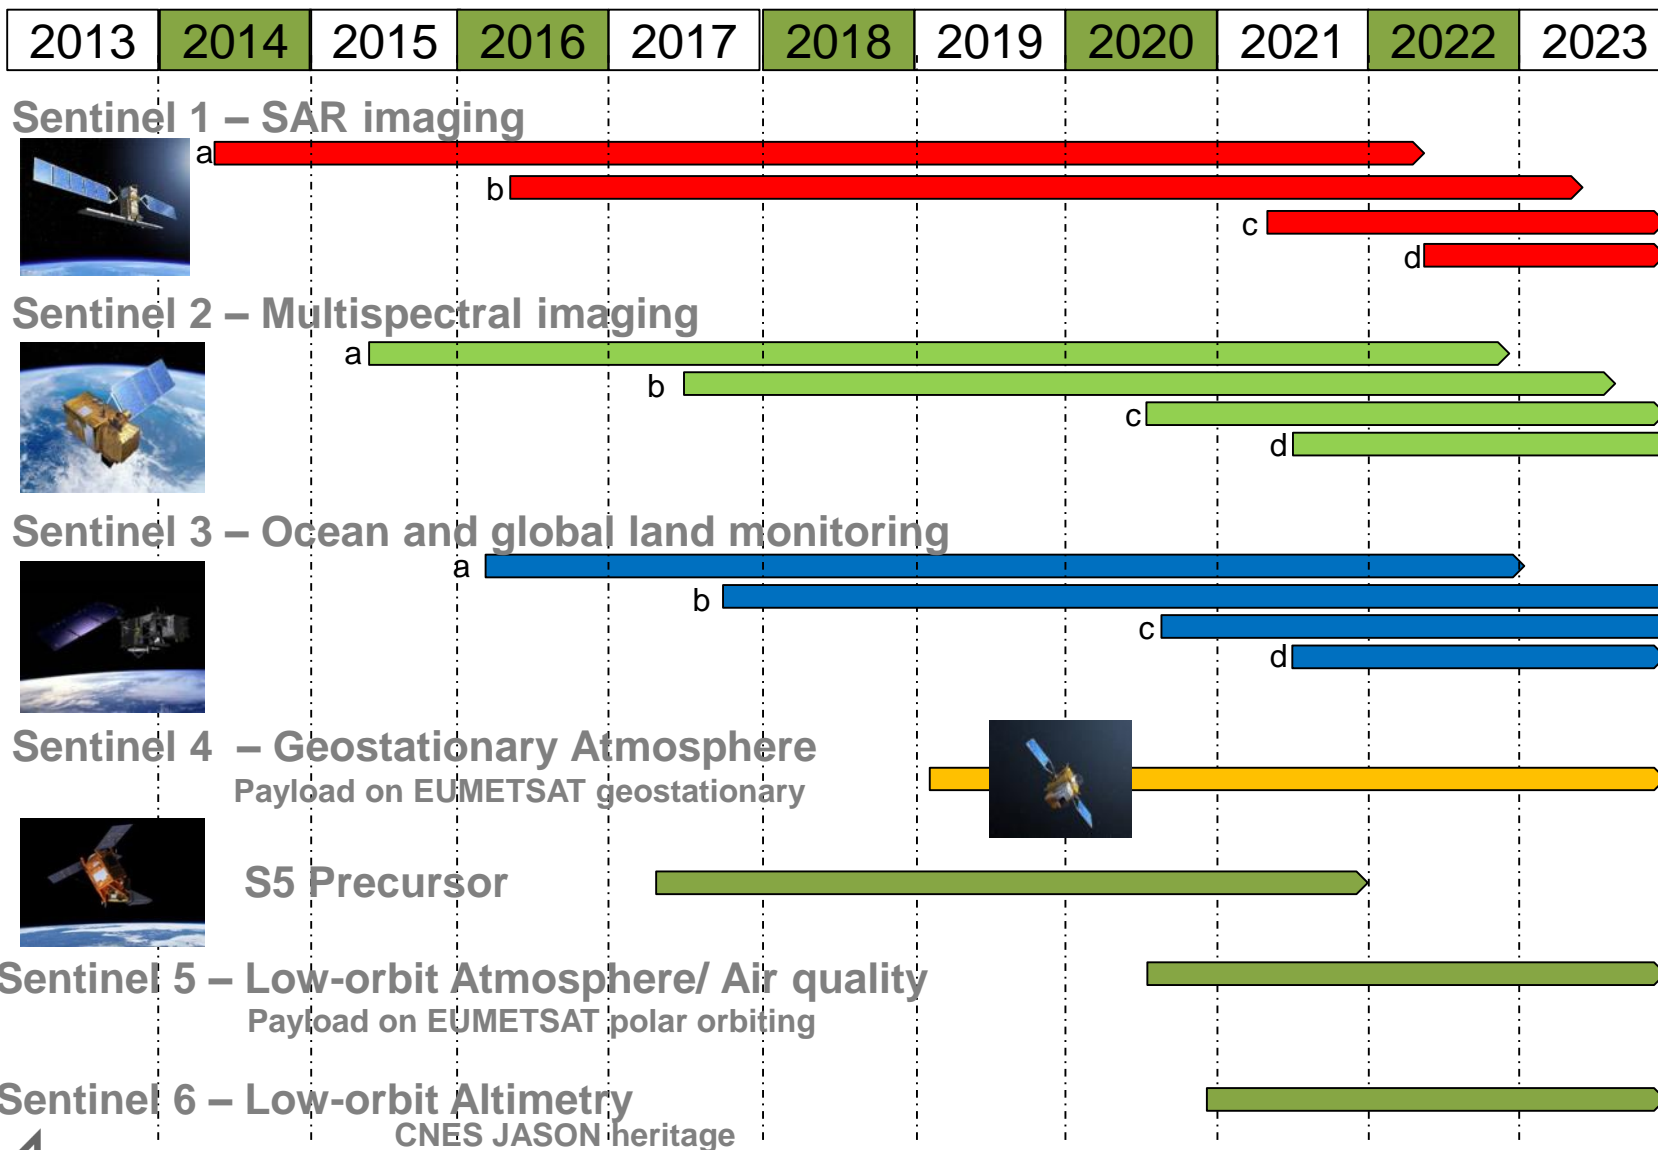 2013 2014 2015 2016 2017 2018 2019 2020 2021 2022 2023
Sentinel 1 – SAR imaging
a
b
c
d
Sentinel 2 – Multispectral imaging
a
b
c
d
Sentinel 3 – Ocean and global land monitoring
a
b
c
d
Sentinel 4 – Geostationary Atmosphere
Payload on EUMETSAT geostationary
S5 Precursor
Sentinel 5 – Low-orbit Atmosphere/ Air quality
Payload on EUMETSAT polar orbiting
Sentinel 6 – Low-orbit Altimetry
CNES JASON heritage